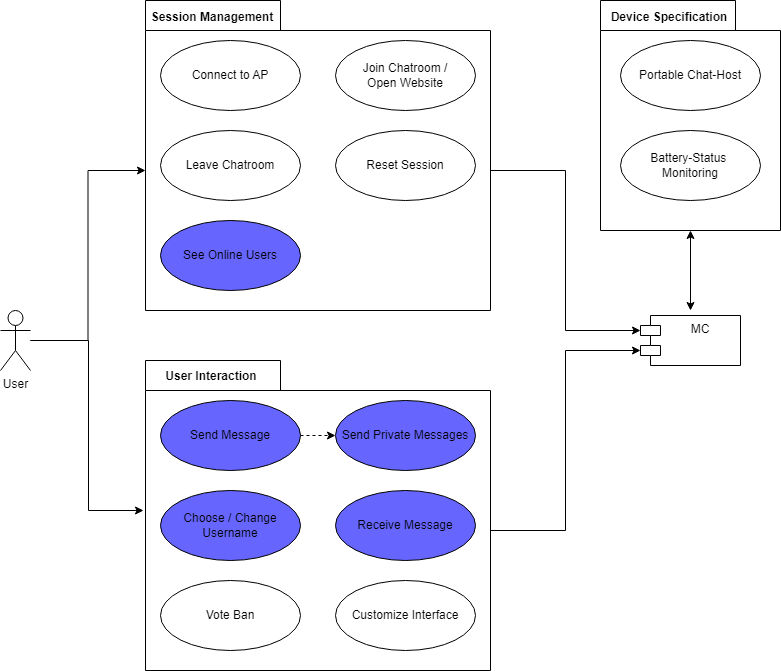 Session Management
Connect to AP
Join Chatroom /
Open Website
Leave Chatroom
Reset Session
See Online Users
Device Specification
Portable Chat-Host
Battery-Status
Monitoring
MC
User
User Interaction
Send Message
Send Private Messages
Choose / Change
Username
Receive Message
Vote Ban
Customize Interface